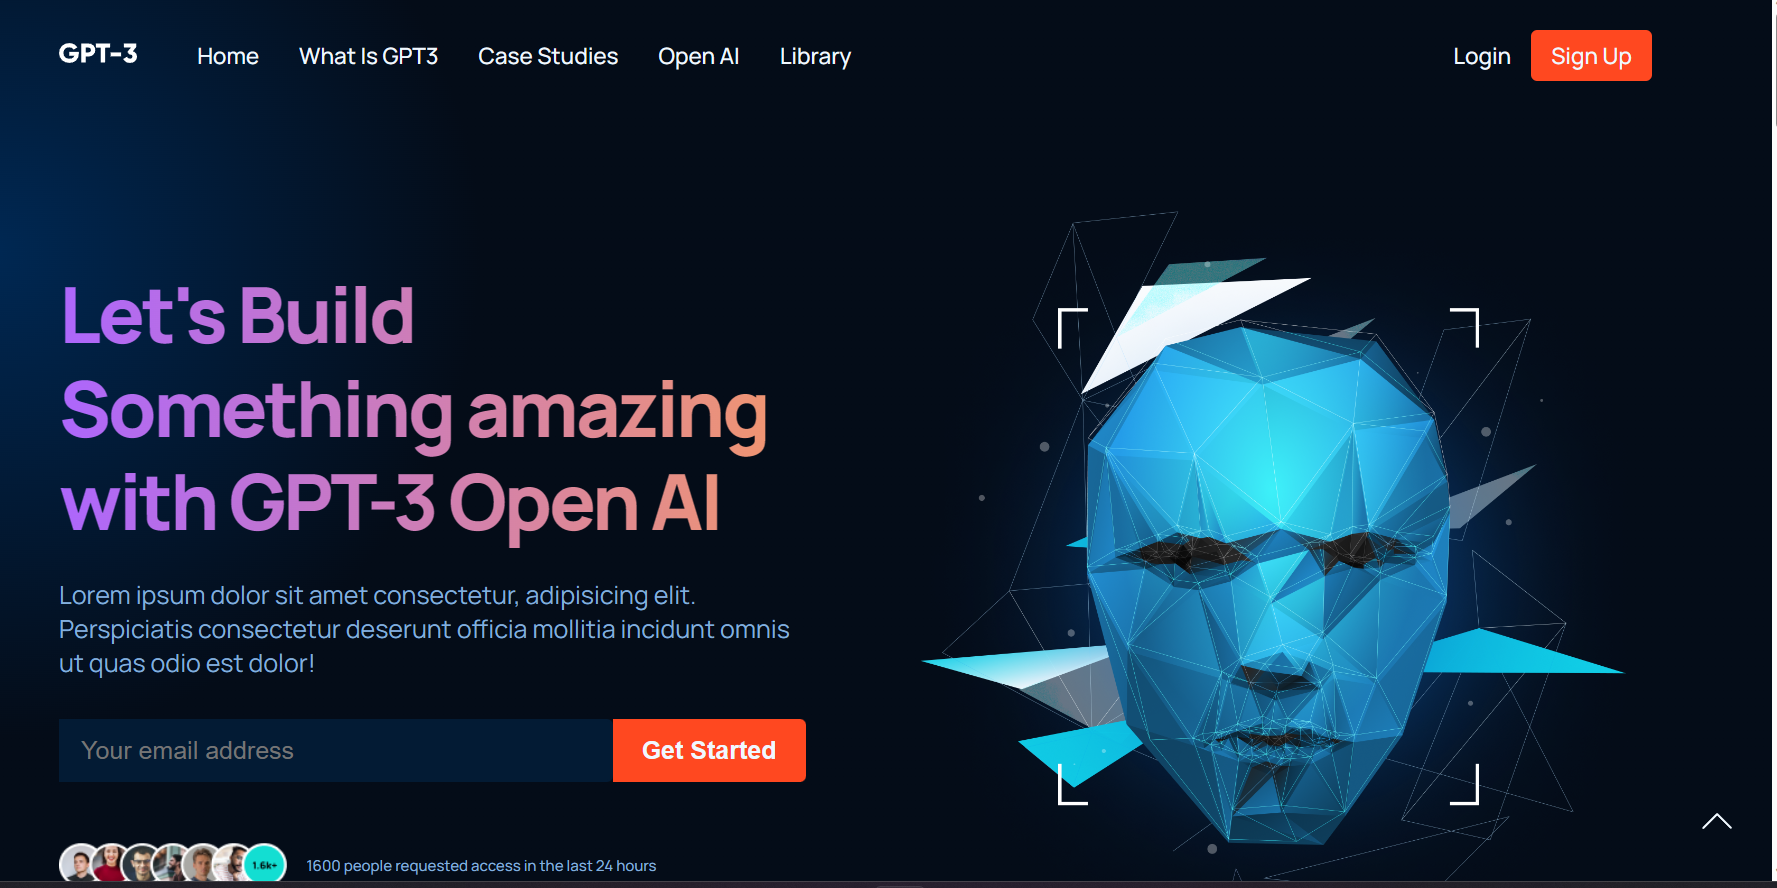 GPT-3
Home
What Is GPT3
Case Studies
Open AI
Library
Login
Sign Up
Let's Build
Something amazing
with GPT-3 Open AI
Lorem ipsum dolor sit amet consectetur, adipisicing elit.
Perspiciatis consectetur deserunt officia mollitia incidunt omnis
ut quas odio est dolor!
Your email address
Get Started
1.6k+
1600 people requested access in the last 24 hours